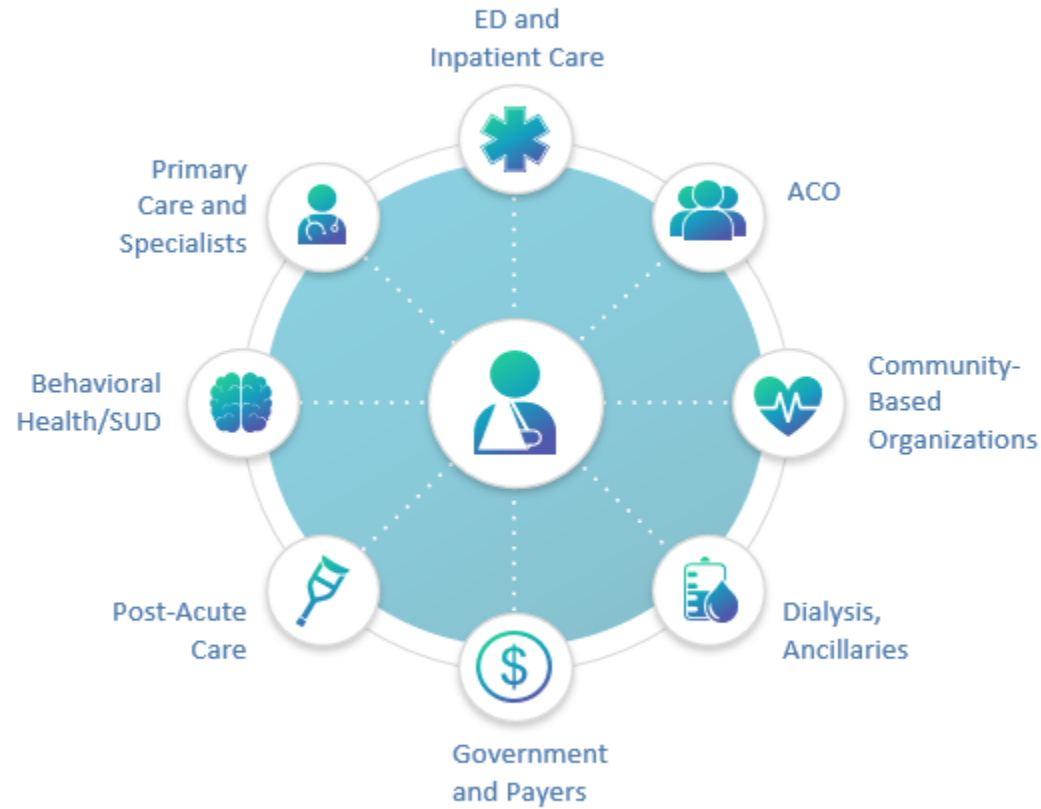 ED and
Inpatient Care
Primary
Care and
Specialists
ACO
Behavioral
Health/SUD
Community-
Based
Organizations
Post-Acute
Care
$
Dialysis,
Ancillaries
Government
and Payers